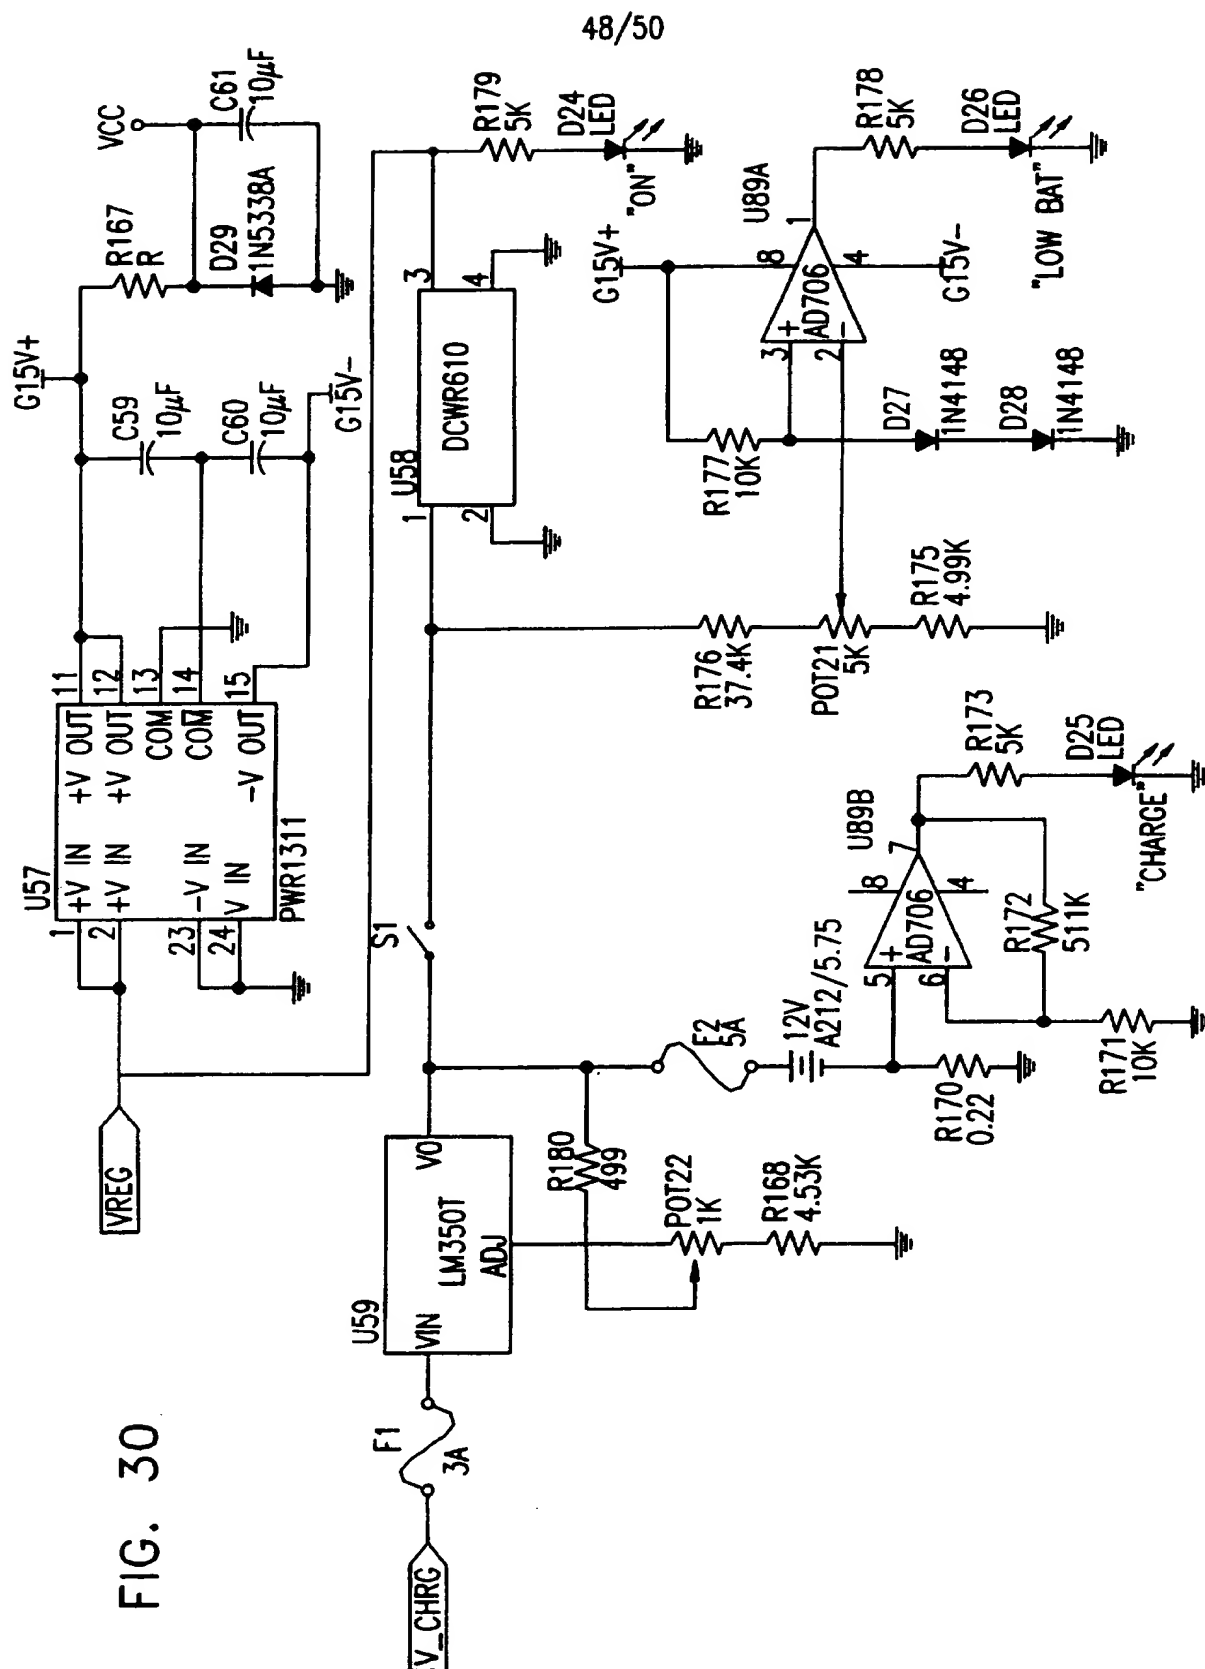 48/50
FIG. 30
VREG
U57
1
2
23
24
+V IN
+V IN
-V IN
V IN
+V OUT
+V OUT
COM
COM
-V OUT
11
12
13
14
15
PWR1311
G15V+
C59
10μF
C60
10μF
G15V-
R167
R
D29
1N5338A
VCC
C61
10μF
F1
3A
U59
VIN
VO
LM350T
ADJ
S1
U58
1
2
3
4
DCWR610
R179
5K
D24
LED
"ON"
R180
499
POT22
1K
R168
4.53K
F2
5A
12V
A212/5.75
R170
0.22
R171
10K
R172
511K
U89B
5
6
7
8
4
+
-
AD706
R173
5K
D25
LED
"CHARGE"
R176
37.4K
POT21
5K
R175
4.99K
R177
10K
D27
1N4148
D28
1N4148
G15V+
U89A
3
2
8
1
4
+
-
AD706
G15V-
R178
5K
D26
LED
"LOW BAT"
V_CHRG